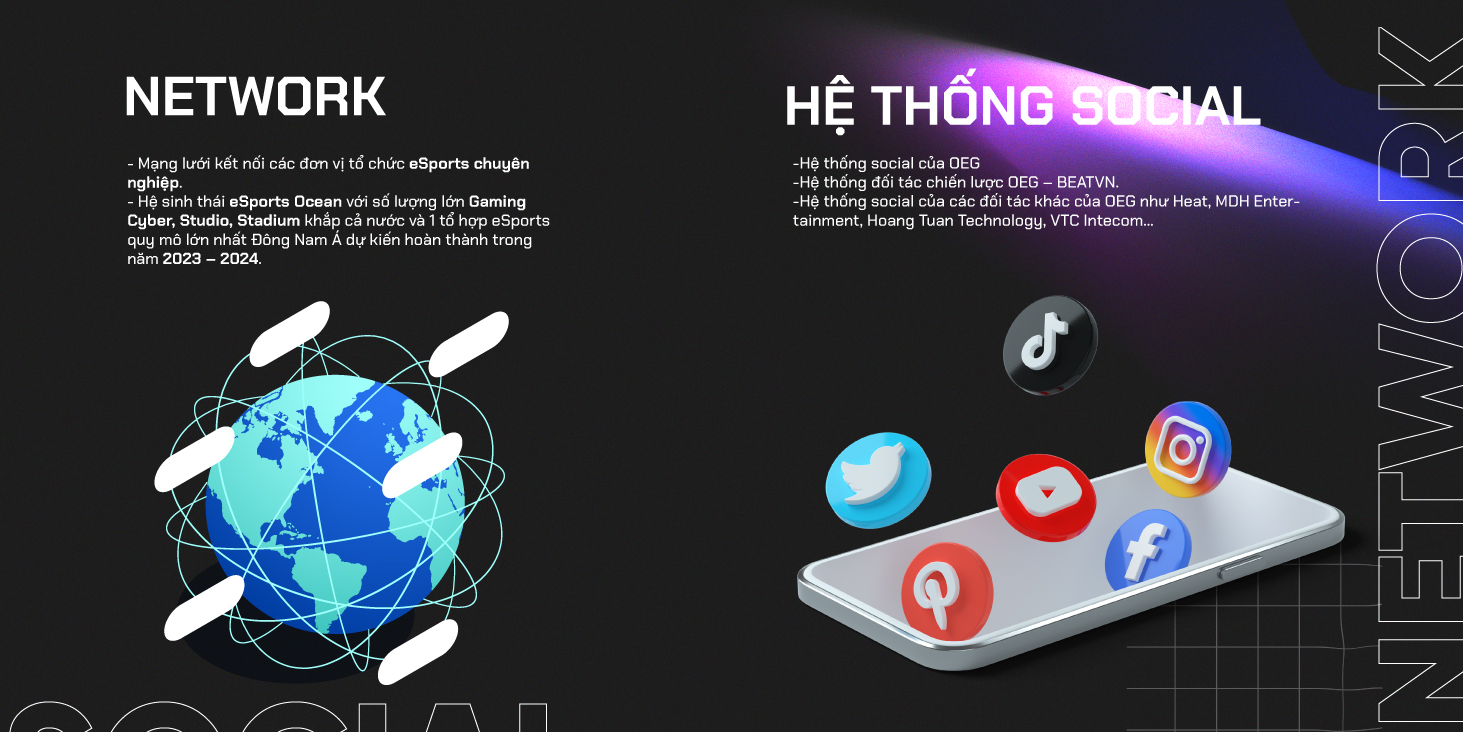 NETWORK
- Mạng lưới kết nối các đơn vị tổ chức eSports chuyên
nghiệp.
- Hệ sinh thái eSports Ocean với số lượng lớn Gaming
Cyber, Studio, Stadium khắp cả nước và 1 tổ hợp eSports
quy mô lớn nhất Đông Nam Á dự kiến hoàn thành trong
năm 2023 – 2024.
SOCIAL
HỆ THỐNG SOCIAL
-Hệ thống social của OEG
-Hệ thống đối tác chiến lược OEG – BEATVN.
-Hệ thống social của các đối tác khác của OEG như Heat, MDH Enter-
tainment, Hoang Tuan Technology, VTC Intecom...
NETWORK